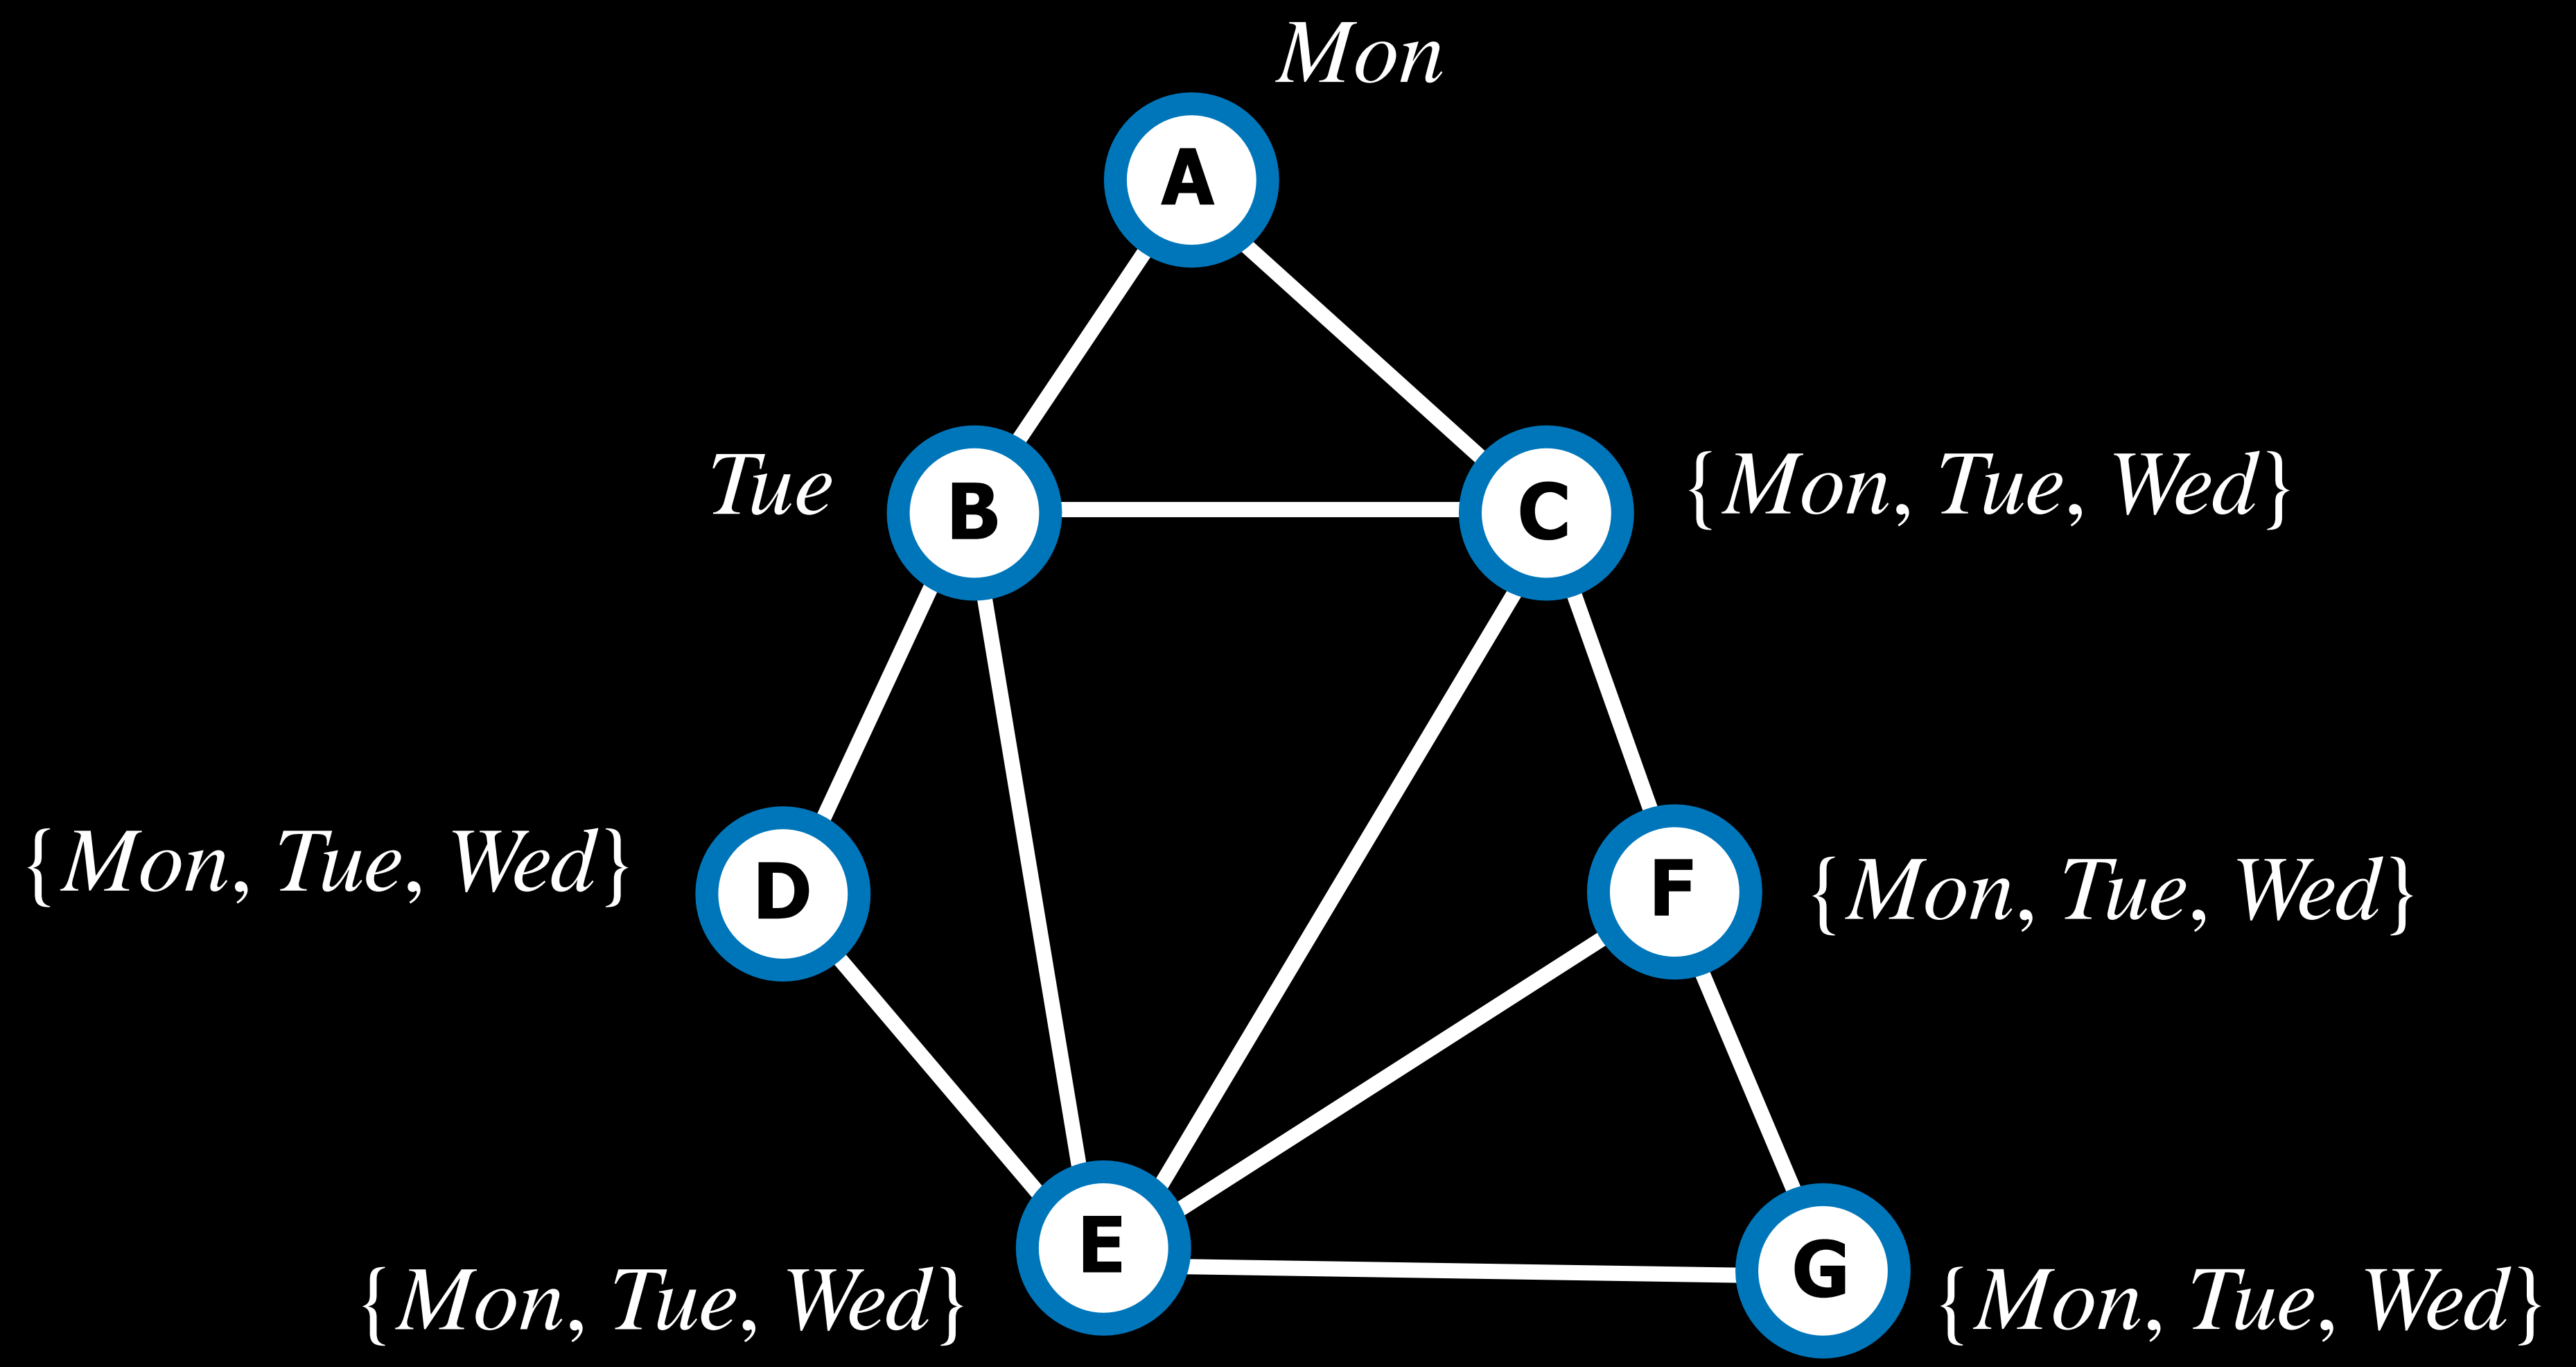 Mon
A
Tue
B
C
{Mon, Tue, Wed}
{Mon, Tue, Wed}
D
F
{Mon, Tue, Wed}
{Mon, Tue, Wed}
E
G
{Mon, Tue, Wed}